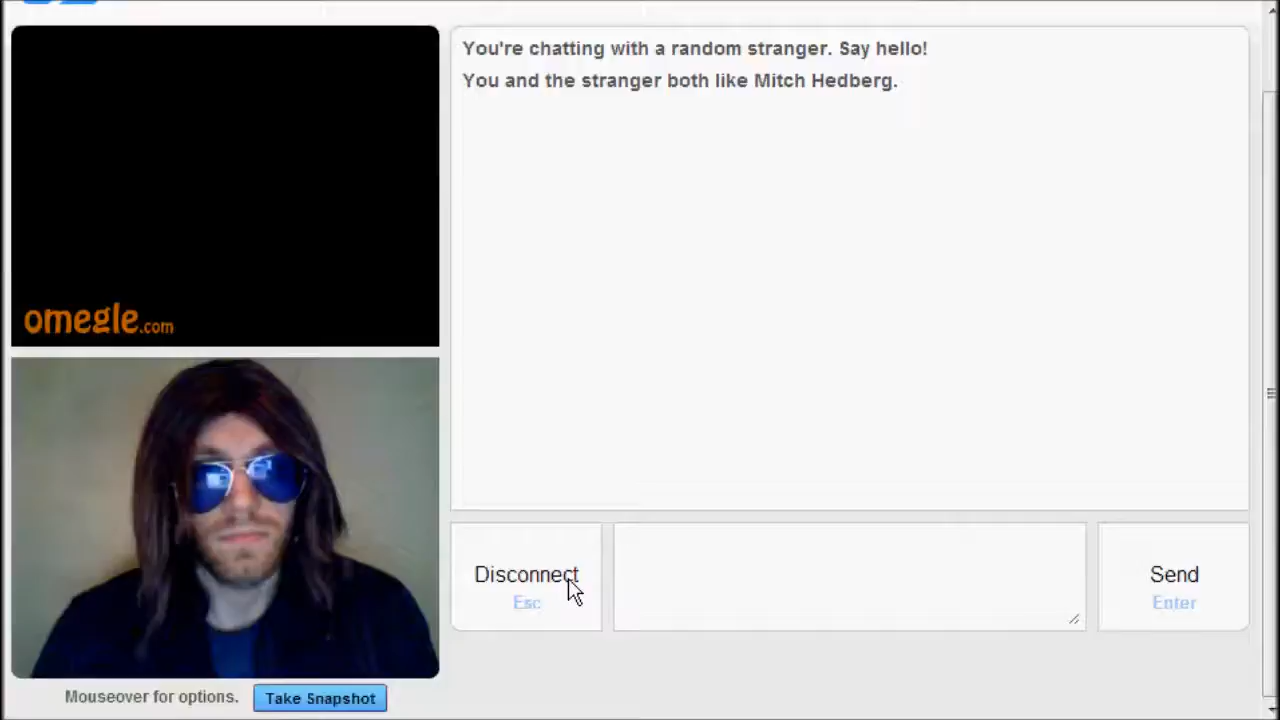 You're chatting with a random stranger. Say hello!
You and the stranger both like Mitch Hedberg.
omegle.com
Disconnect
Esc
Send
Enter
Mouseover for options.
Take Snapshot